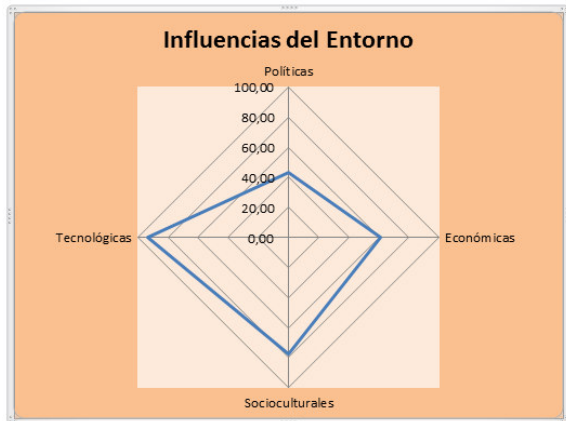 Influencias del Entorno
Políticas
100,00
80,00
60,00
40,00
20,00
0,00
Tecnológicas
Económicas
Socioculturales